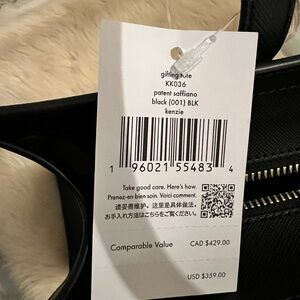 gifting tote
KK036
patent saffiano
black (001) BLK
kenzie
1 96021 55483 4
Take good care. Here's how.
Prenez-en bien soin. Voici comment.
请妥善维护。这里是具体做法。
お手入れ方法はこちらをご覧ください。
Comparable Value CAD $429.00
USD $359.00